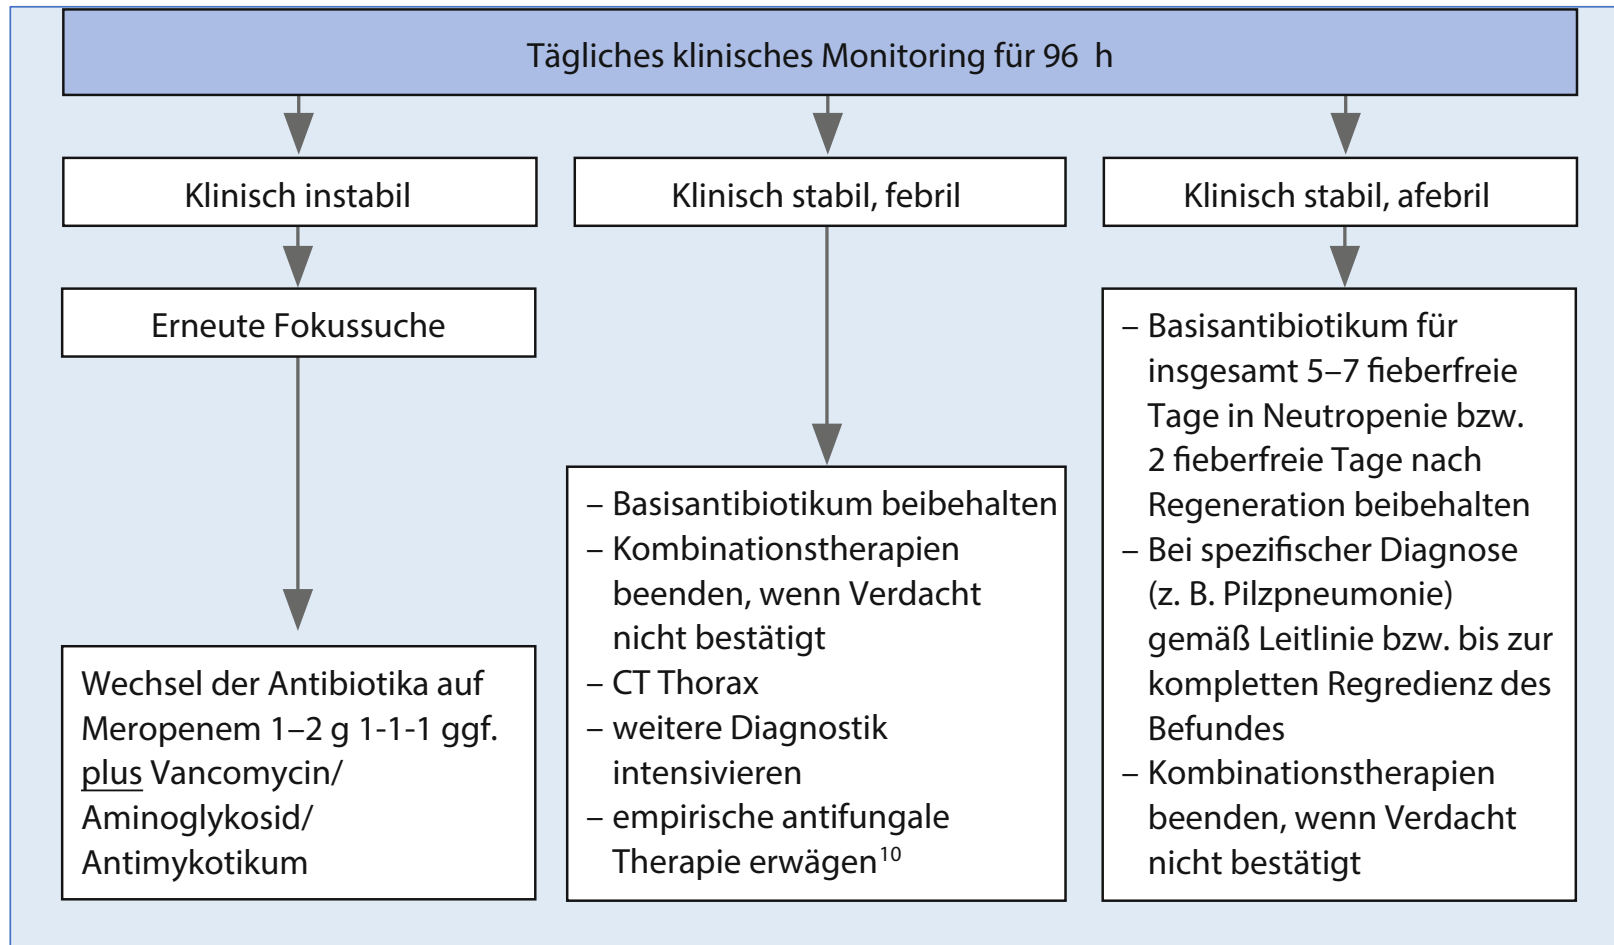 Tägliches klinisches Monitoring für 96 h
Klinisch instabil
Erneute Fokussuche
Wechsel der Antibiotika auf
Meropenem 1–2 g 1-1-1 ggf.
plus Vancomycin/
Aminoglykosid/
Antimykotikum
Klinisch stabil, febril
– Basisantibiotikum beibehalten
– Kombinationstherapien
beenden, wenn Verdacht
nicht bestätigt
– CT Thorax
– weitere Diagnostik
intensivieren
– empirische antifungale
Therapie erwägen¹⁰
Klinisch stabil, afebril
– Basisantibiotikum für
insgesamt 5–7 fieberfreie
Tage in Neutropenie bzw.
2 fieberfreie Tage nach
Regeneration beibehalten
– Bei spezifischer Diagnose
(z. B. Pilzpneumonie)
gemäß Leitlinie bzw. bis zur
kompletten Regredienz des
Befundes
– Kombinationstherapien
beenden, wenn Verdacht
nicht bestätigt